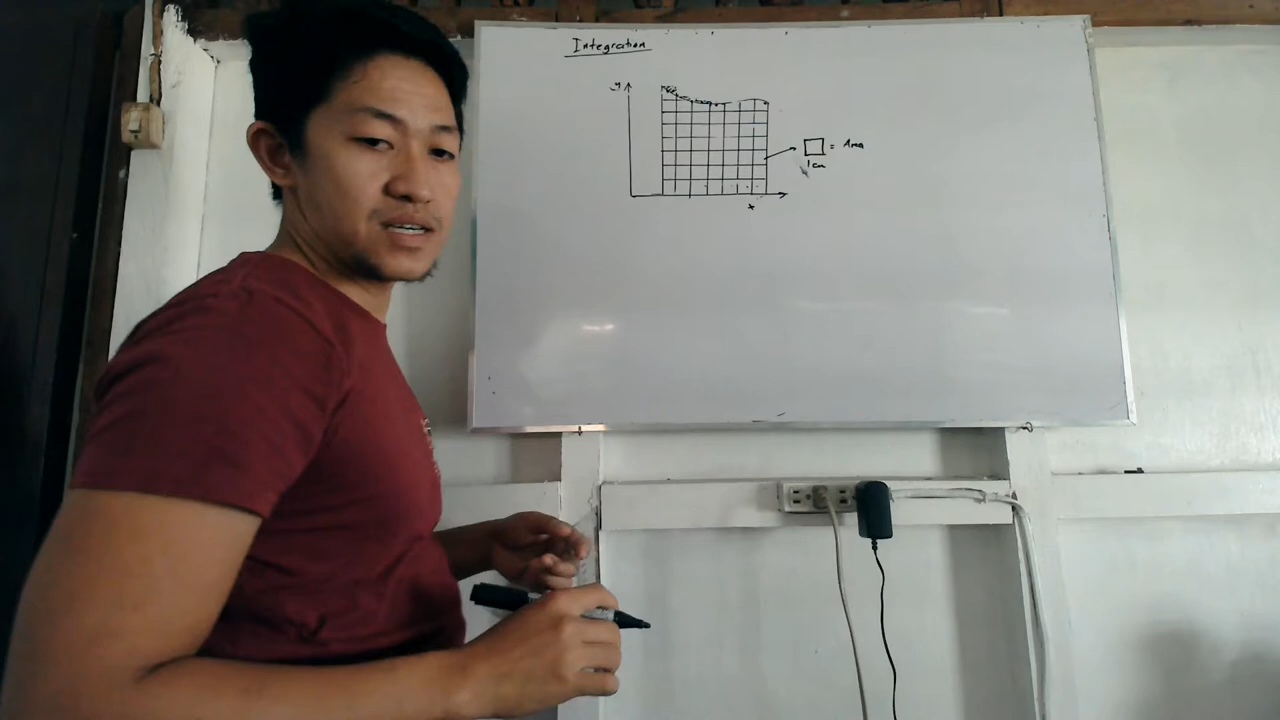 Integration
y
= Area
1cm
x